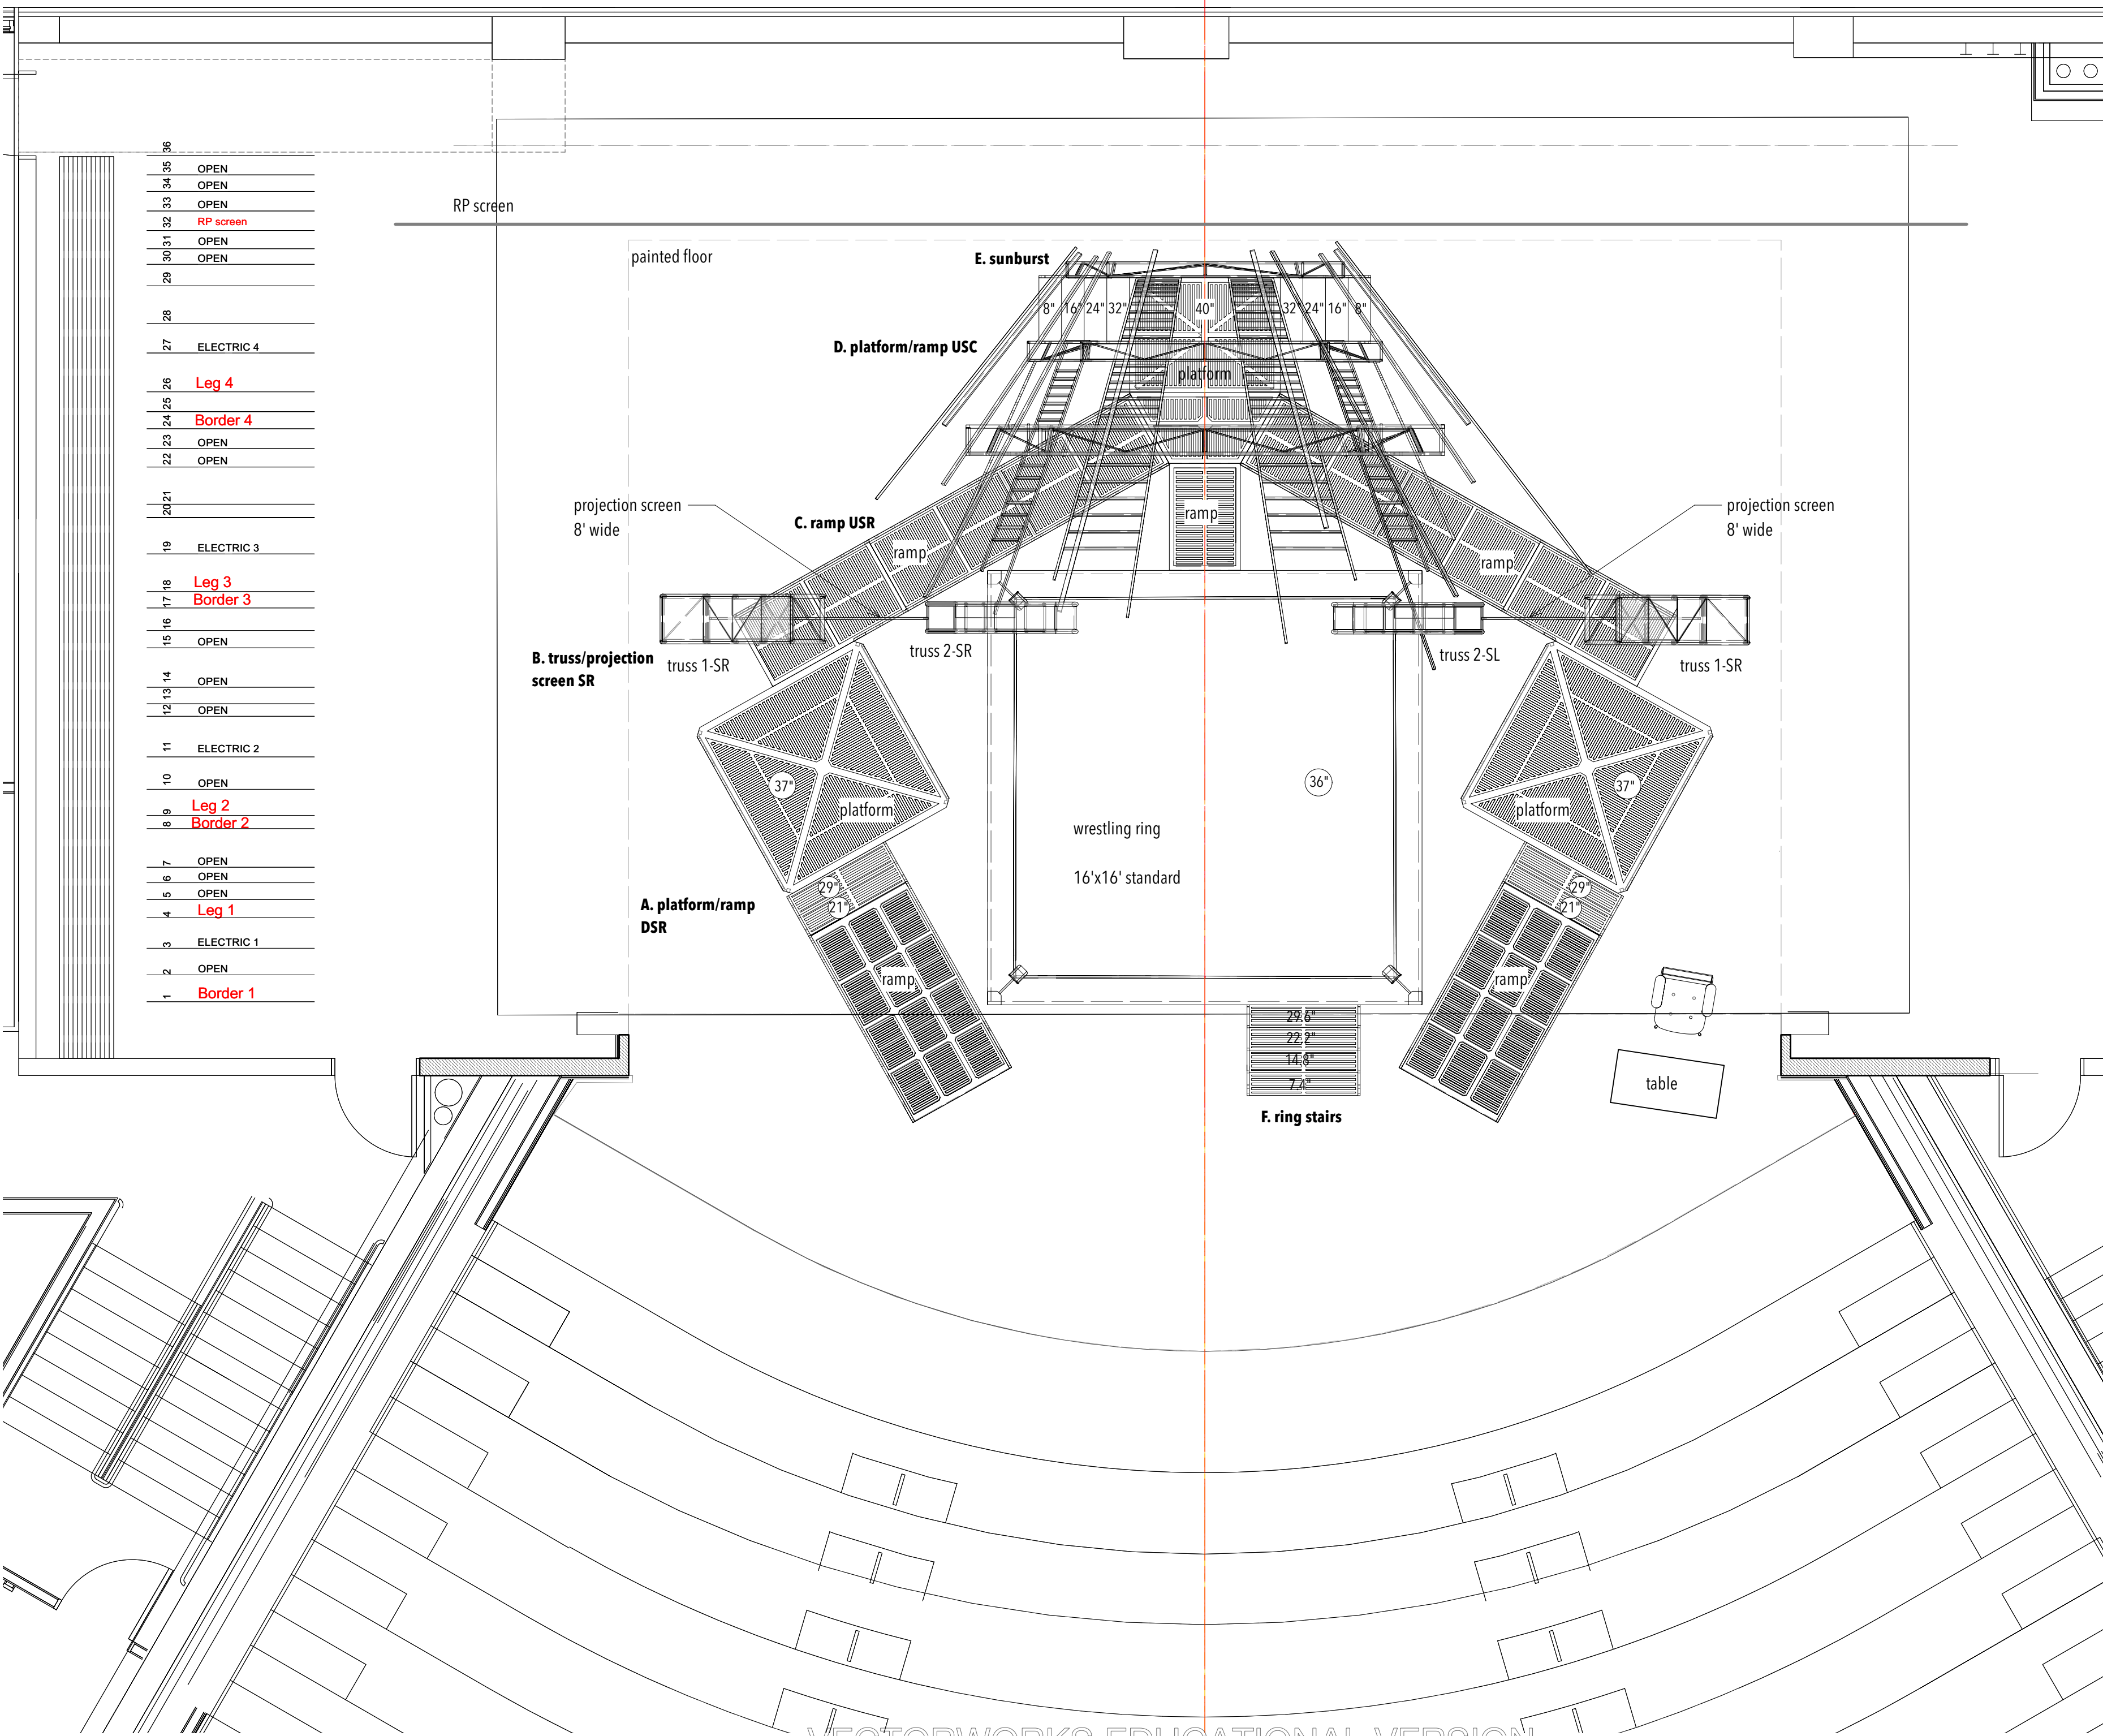 36
35 OPEN
34 OPEN
33 OPEN
32 RP screen
31 OPEN
30 OPEN
29
28
27 ELECTRIC 4
26 Leg 4
25
24 Border 4
23 OPEN
22 OPEN
21
20
19 ELECTRIC 3
18 Leg 3
17 Border 3
16
15 OPEN
14 OPEN
13
12 OPEN
11 ELECTRIC 2
10 OPEN
9 Leg 2
8 Border 2
7 OPEN
6 OPEN
5 OPEN
4 Leg 1
3 ELECTRIC 1
2 OPEN
1 Border 1
RP screen
painted floor
E. sunburst
8" 16" 24" 32" 40" 32" 24" 16" 8"
D. platform/ramp USC
platform
projection screen
8' wide
C. ramp USR
ramp
ramp
ramp
projection screen
8' wide
B. truss/projection
screen SR
truss 1-SR
truss 2-SR
truss 2-SL
truss 1-SR
37"
platform
36"
37"
platform
wrestling ring
16'x16' standard
29"
21"
29"
21"
A. platform/ramp
DSR
ramp
ramp
29.6"
22.2"
14.8"
7.4"
F. ring stairs
table
VECTORWORKS EDUCATIONAL VERSION